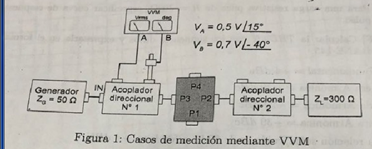 VVM
Vrms deg
A B
V_A = 0,5 V∠15°
V_B = 0,7 V∠- 40°
Generador
Z_G = 50 Ω
IN
Acoplador
direccional
N° 1
P4
P3 P2
P1
Acoplador
direccional
N° 2
Z_L=300 Ω
Figura 1: Casos de medición mediante VVM